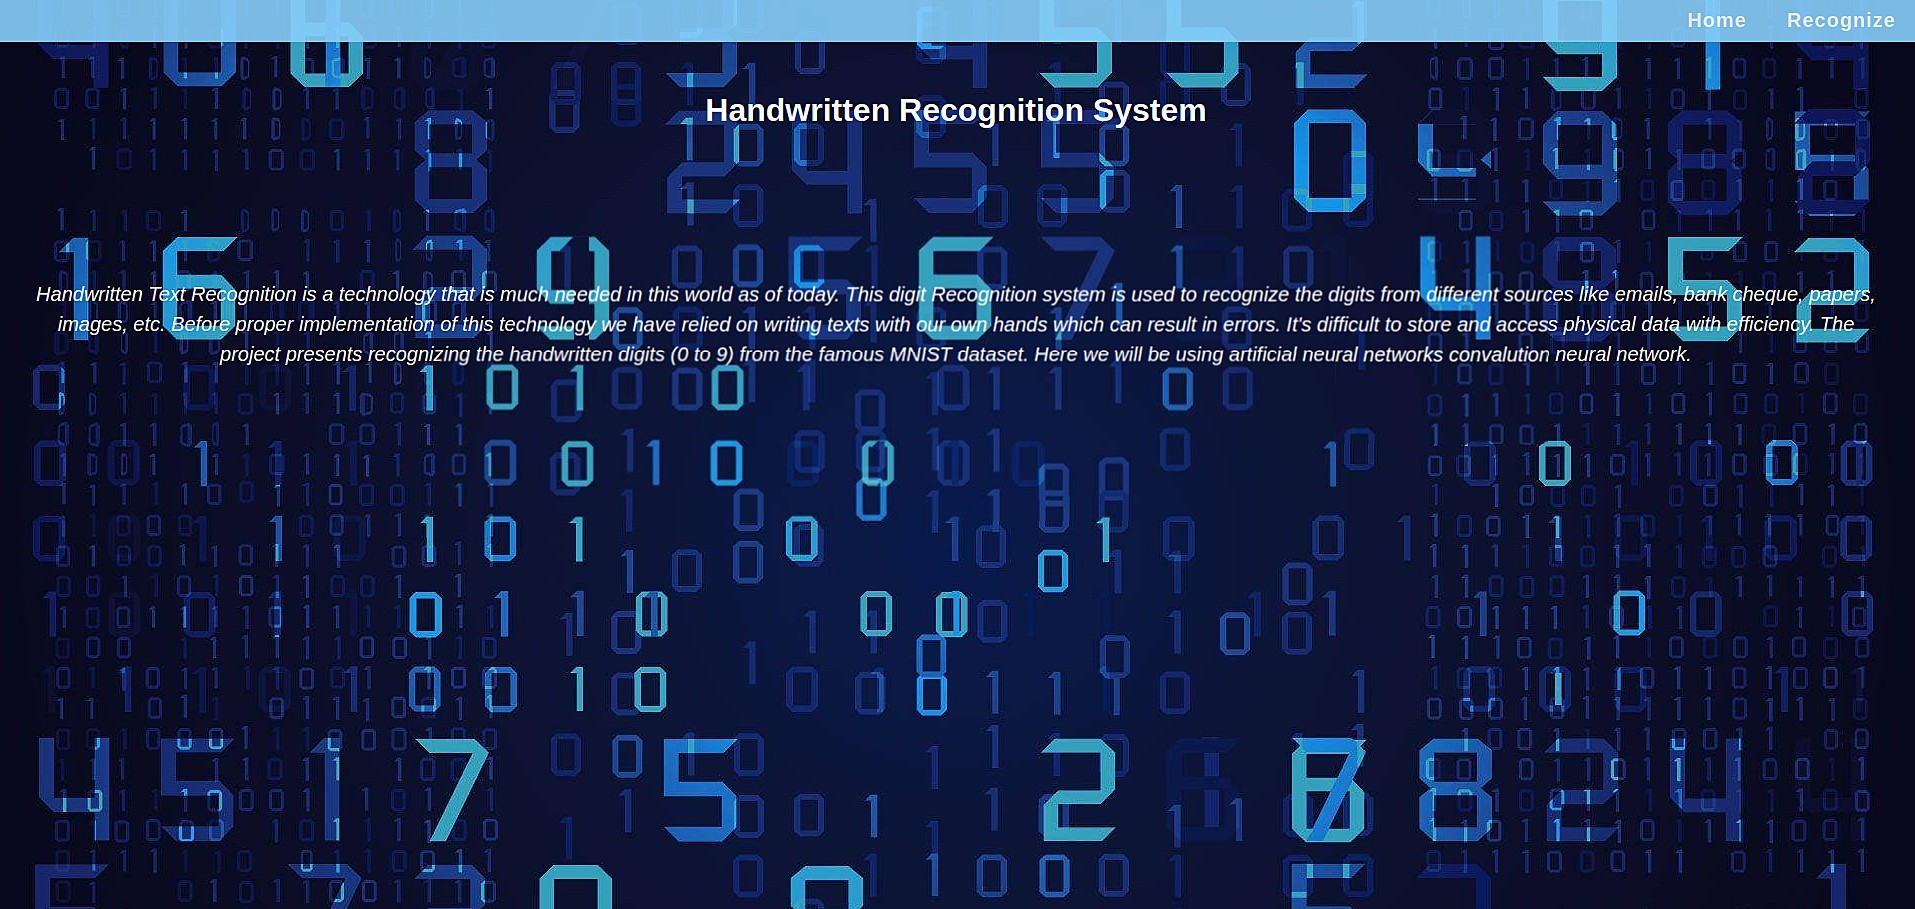 Home Recognize
Handwritten Recognition System
Handwritten Text Recognition is a technology that is much needed in this world as of today. This digit Recognition system is used to recognize the digits from different sources like emails, bank cheque, papers,
images, etc. Before proper implementation of this technology we have relied on writing texts with our own hands which can result in errors. It's difficult to store and access physical data with efficiency. The
project presents recognizing the handwritten digits (0 to 9) from the famous MNIST dataset. Here we will be using artificial neural networks convalution neural network.